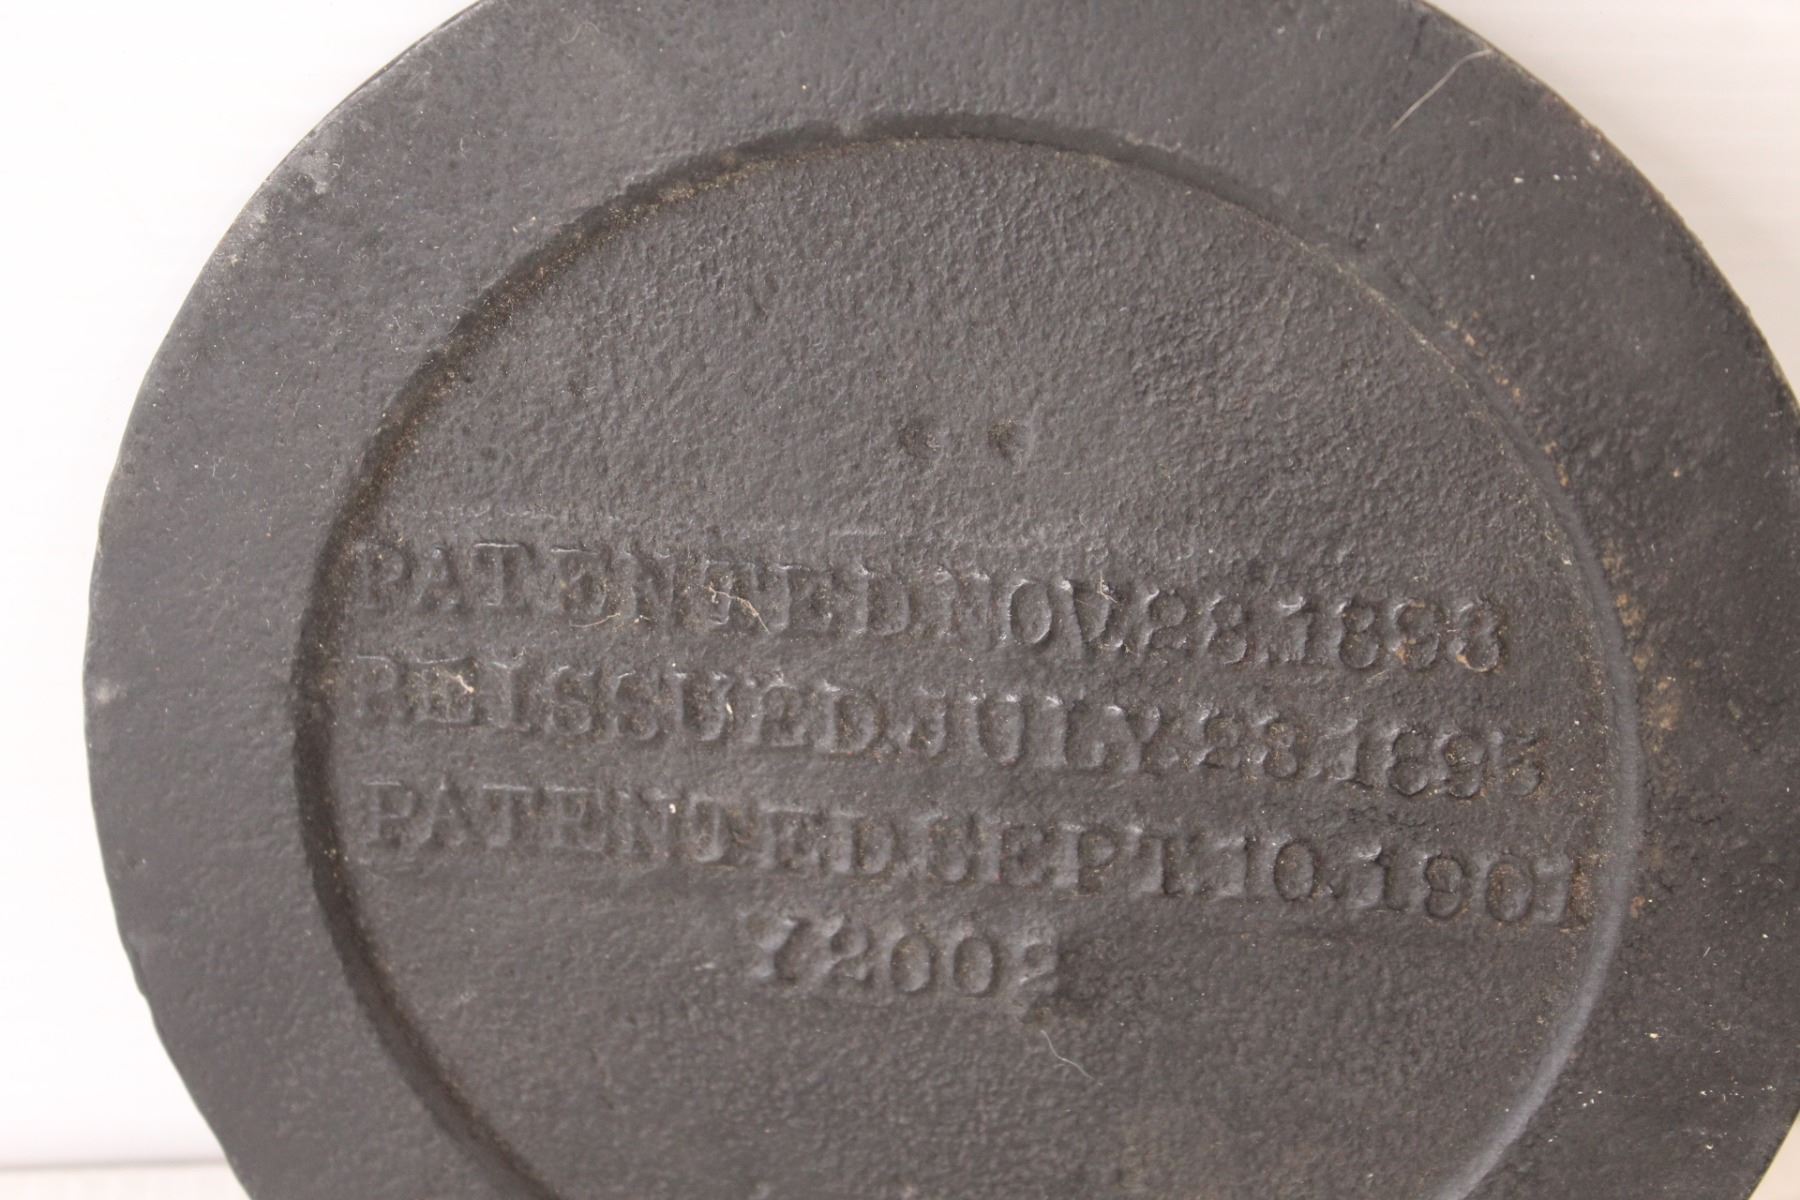 PATENTED.NOV.28.1893
REISSUED.JULY.23.1895
PATENTED SEPT.10.1901
72002